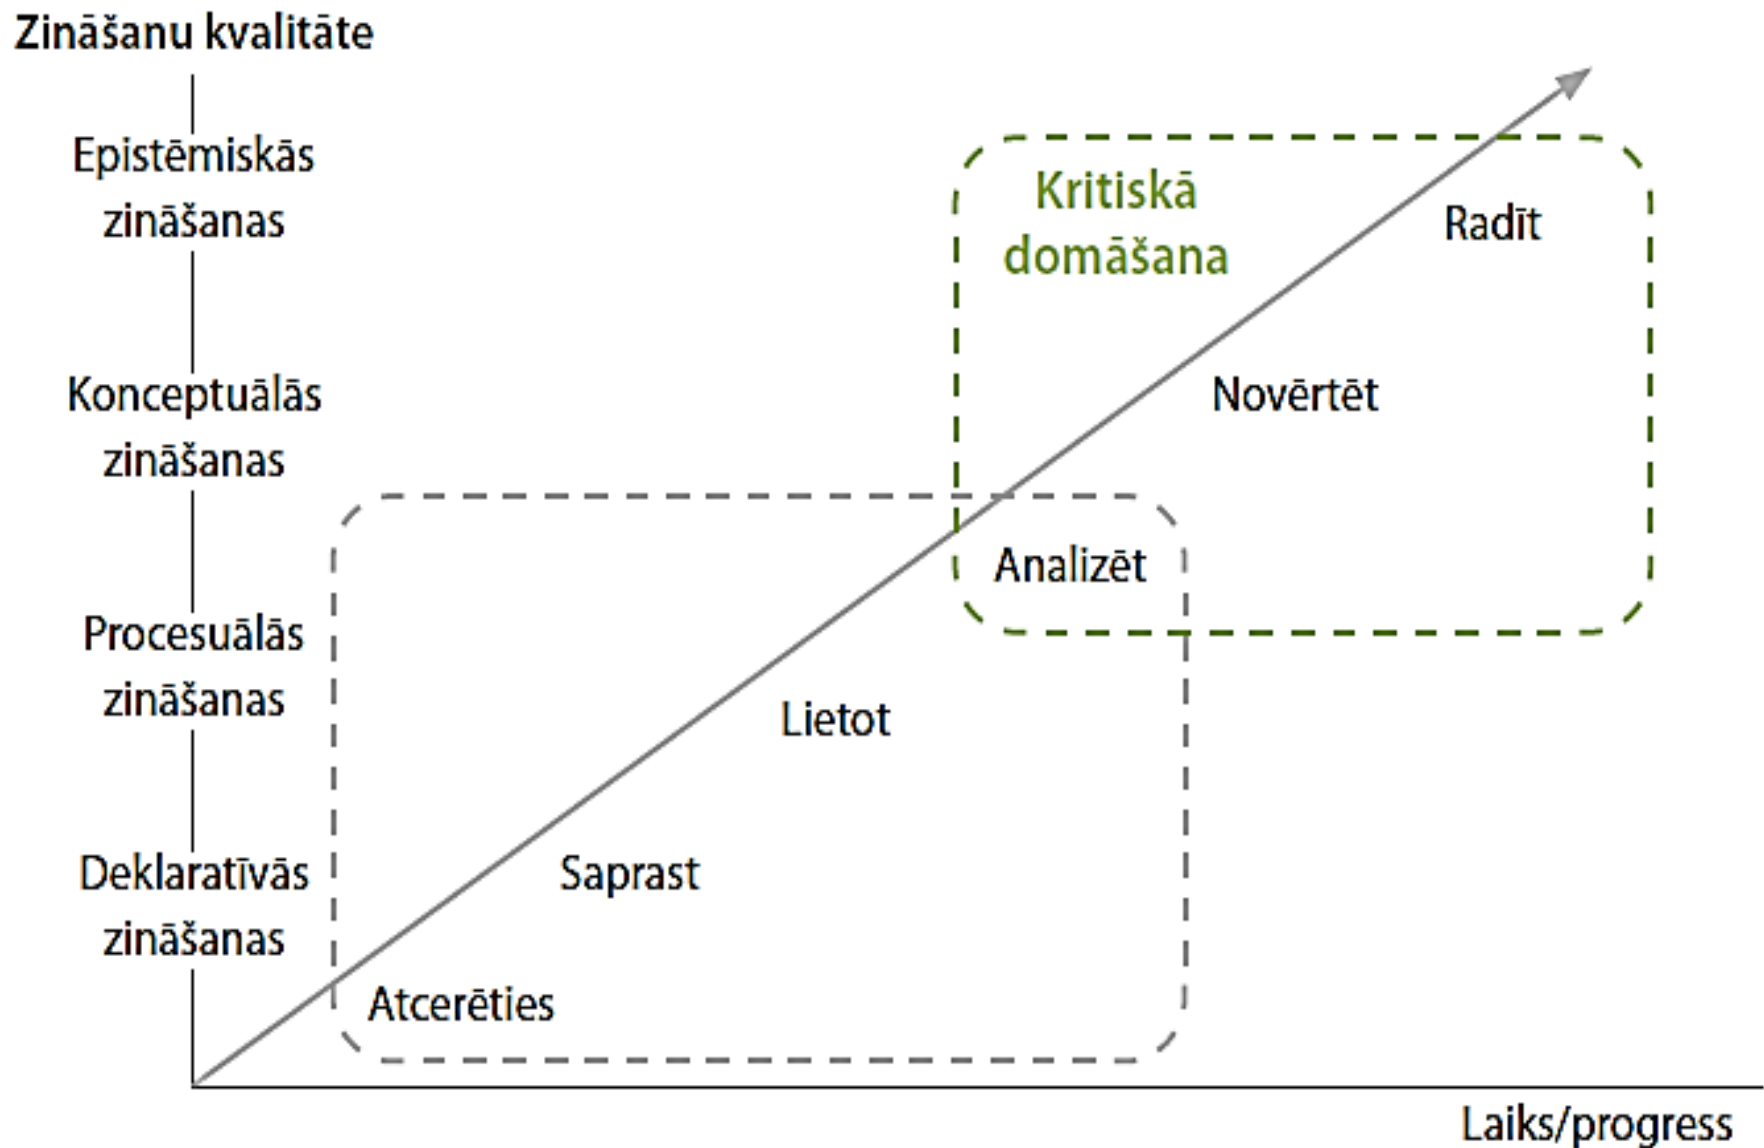 Zināšanu kvalitāte
Epistēmiskās
zināšanas
Kritiskā
domāšana
Radīt
Konceptuālās
zināšanas
Novērtēt
Analizēt
Procesuālās
zināšanas
Lietot
Deklaratīvās
zināšanas
Saprast
Atcerēties
Laiks/progress